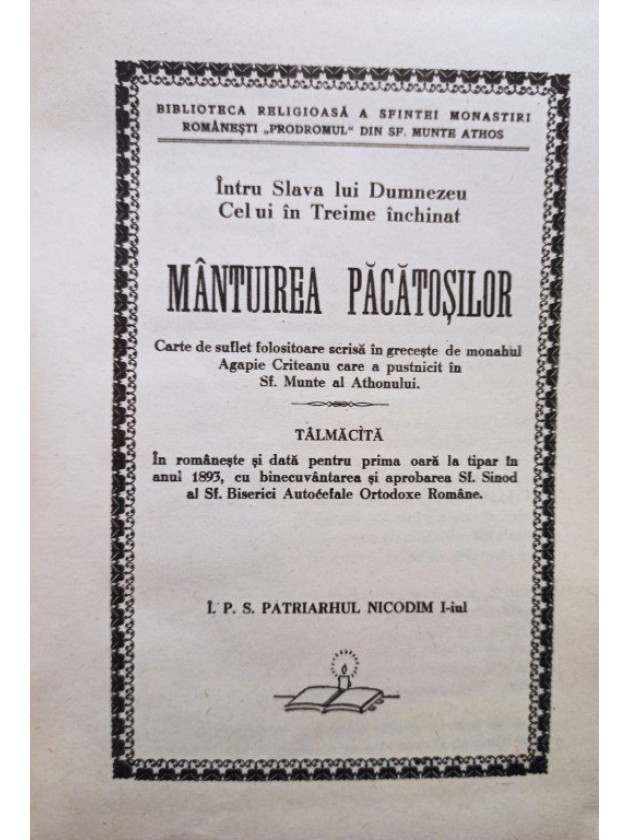 BIBLIOTECA RELIGIOASĂ A SFINTEI MONASTIRI
ROMÂNEȘTI „PRODROMUL“ DIN SF. MUNTE ATHOS
Întru Slava lui Dumnezeu
Celui în Treime închinat
MÂNTUIREA PĂCĂTOȘILOR
Carte de suflet folositoare scrisă în grecește de monahul
Agapie Criteanu care a pustnicit în
Sf. Munte al Athonului.
TÂLMĂCITĂ
În românește și dată pentru prima oară la tipar în
anul 1893, cu binecuvântarea și aprobarea Sf. Sinod
al Sf. Biserici Autocefale Ortodoxe Române.
Î. P. S. PATRIARHUL NICODIM I-iul